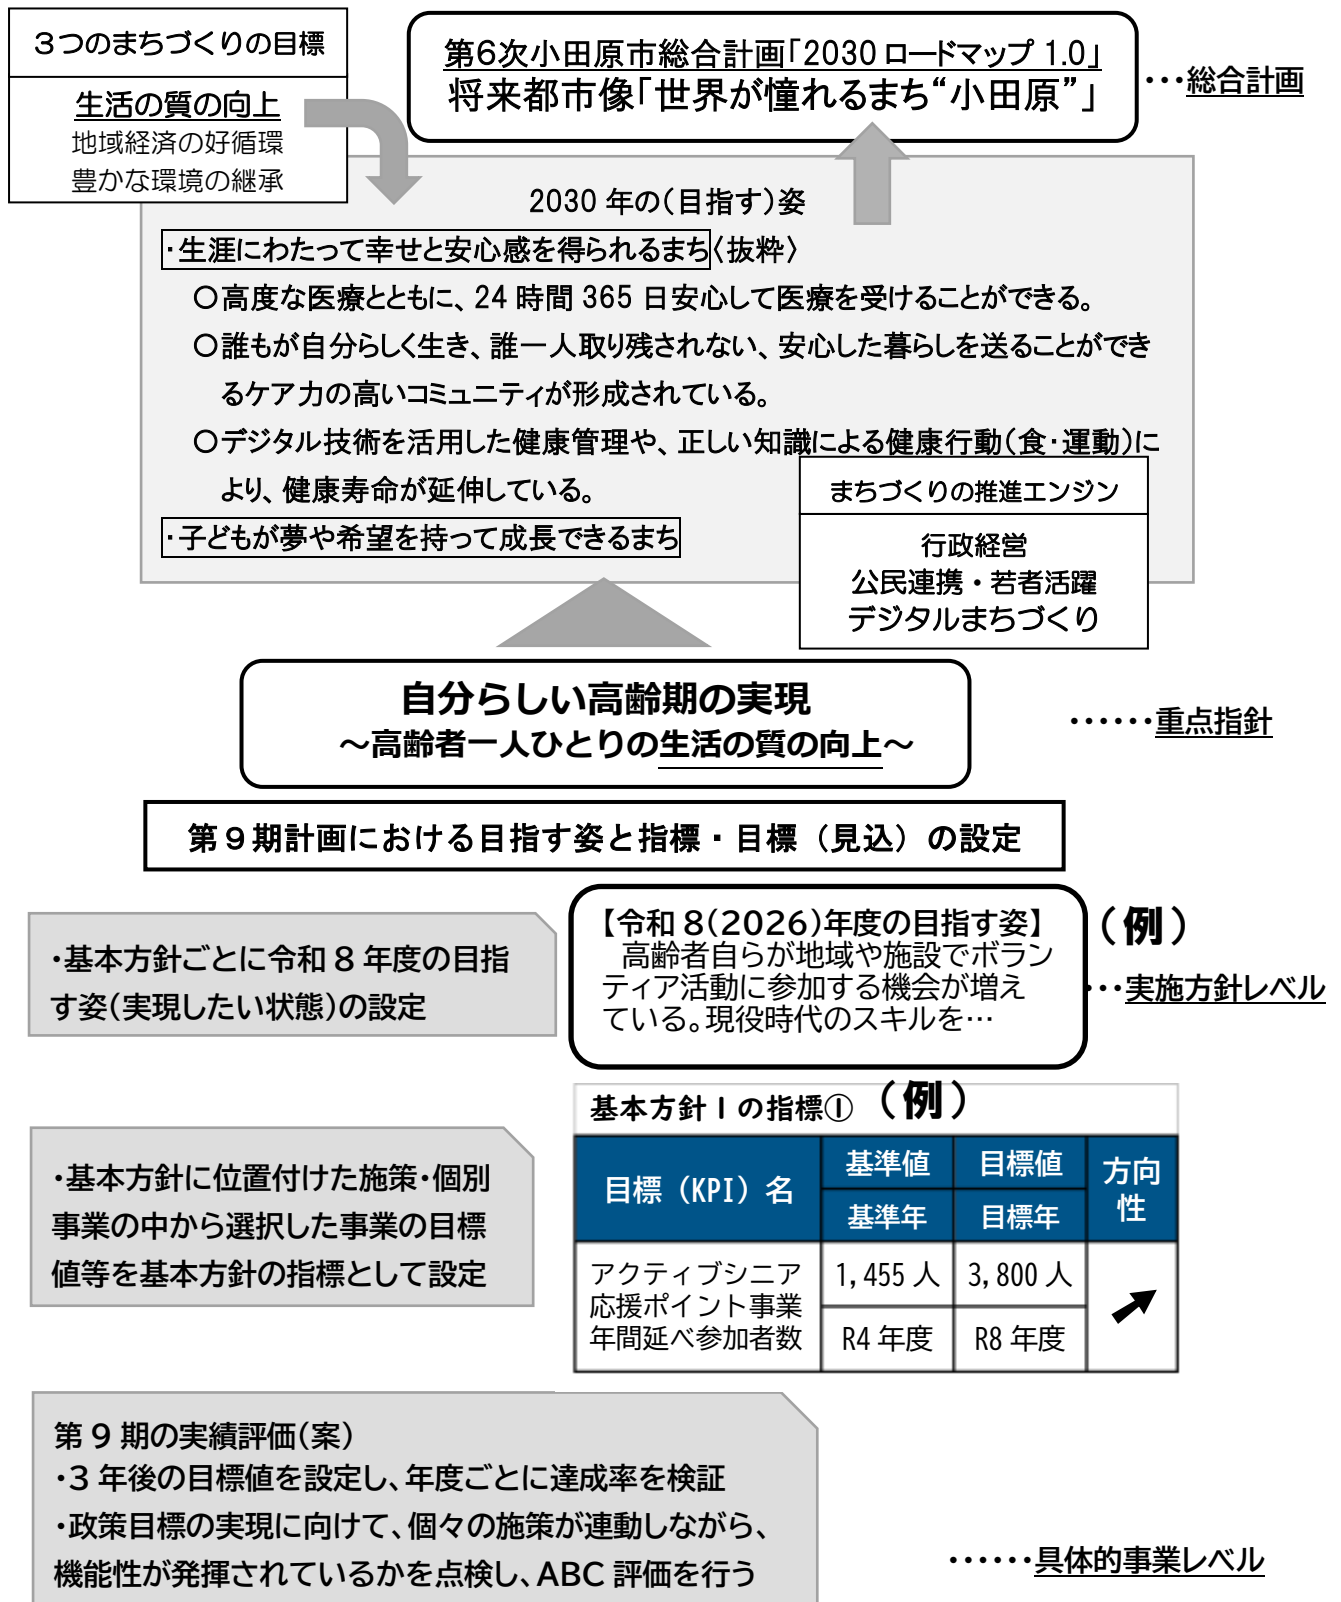 3つのまちづくりの目標
生活の質の向上
地域経済の好循環
豊かな環境の継承
第6次小田原市総合計画「2030ロードマップ1.0」
将来都市像「世界が憧れるまち“小田原”」
･･･総合計画
2030年の(目指す)姿
・生涯にわたって幸せと安心感を得られるまち〈抜粋〉
○高度な医療とともに、24時間365日安心して医療を受けることができる。
○誰もが自分らしく生き、誰一人取り残されない、安心した暮らしを送ることができ
るケア力の高いコミュニティが形成されている。
○デジタル技術を活用した健康管理や、正しい知識による健康行動(食・運動)に
より、健康寿命が延伸している。
・子どもが夢や希望を持って成長できるまち
まちづくりの推進エンジン
行政経営
公民連携・若者活躍
デジタルまちづくり
自分らしい高齢期の実現
～高齢者一人ひとりの生活の質の向上～
･･････重点指針
第9期計画における目指す姿と指標・目標（見込）の設定
・基本方針ごとに令和8年度の目指
す姿(実現したい状態)の設定
【令和8(2026)年度の目指す姿】
高齢者自らが地域や施設でボラン
ティア活動に参加する機会が増え
ている。現役時代のスキルを…
（例）
･･･実施方針レベル
基本方針1の指標① （例）
目標（KPI）名 基準値 目標値 方向性
基準年 目標年
・基本方針に位置付けた施策・個別
事業の中から選択した事業の目標
値等を基本方針の指標として設定
アクティブシニア
応援ポイント事業
年間延べ参加者数
1,455人 3,800人
R4年度 R8年度
第9期の実績評価(案)
・3年後の目標値を設定し、年度ごとに達成率を検証
・政策目標の実現に向けて、個々の施策が連動しながら、
機能性が発揮されているかを点検し、ABC評価を行う
･･････具体的事業レベル